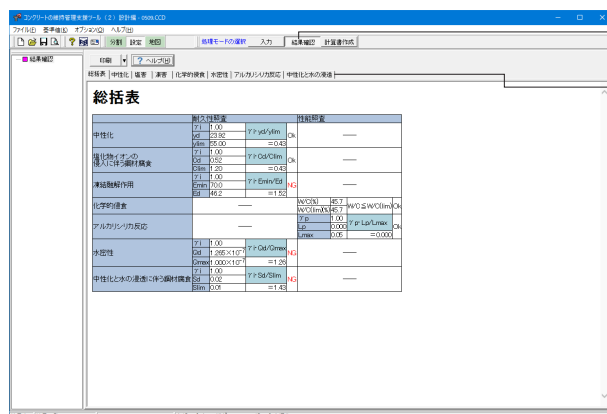 コンクリートの維持管理支援ツール（2）設計編 - 0509.CCD
ファイル(F) 基準値(K) オプション(O) ヘルプ(H)
分割 設定 地図 処理モードの選択 入力 結果確認 計算書作成
結果確認
印刷 ? ヘルプ(H)
総括表 | 中性化 | 塩害 | 凍害 | 化学的侵食 | 水密性 | アルカリシリカ反応 | 中性化と水の浸透
総括表
耐久性照査 性能照査
中性化 γi 1.00 γi・yd/ylim Ok ──
yd 23.92
ylim 55.00 =0.43
塩化物イオンの侵入に伴う鋼材腐食 γi 1.00 γi・Cd/Clim Ok ──
Cd 0.52
Clim 1.20 =0.43
凍結融解作用 γi 1.00 γi・Emin/Ed NG ──
Emin 70.0
Ed 46.2 =1.52
化学的侵食 ── W/C(%) 45.7 W/C≦W/C(lim) Ok
W/C(lim)(%) 45.7
アルカリシリカ反応 ── γp 1.00 γp・Lp/Lmax Ok
Lp 0.000
Lmax 0.05 =0.000
水密性 γi 1.00 γi・Qd/Qmax NG ──
Qd 1.265×10⁻⁷
Qmax 1.000×10⁻⁷ =1.26
中性化と水の浸透に伴う鋼材腐食 γi 1.00 γi・Sd/Slim NG ──
Sd 0.02
Slim 0.01 =1.43